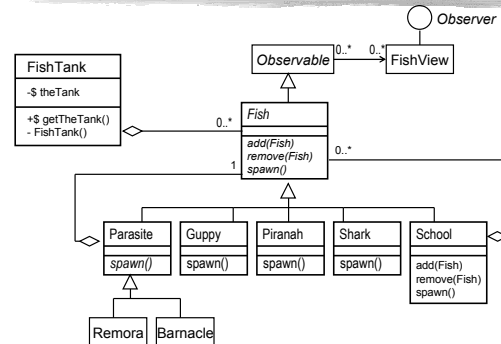 Observer
Observable
0..*
0..*
FishView
FishTank
-$ theTank
+$ getTheTank()
- FishTank()
0..*
Fish
add(Fish)
remove(Fish)
spawn()
1
0..*
Parasite
spawn()
Guppy
spawn()
Piranah
spawn()
Shark
spawn()
School
add(Fish)
remove(Fish)
spawn()
Remora
Barnacle